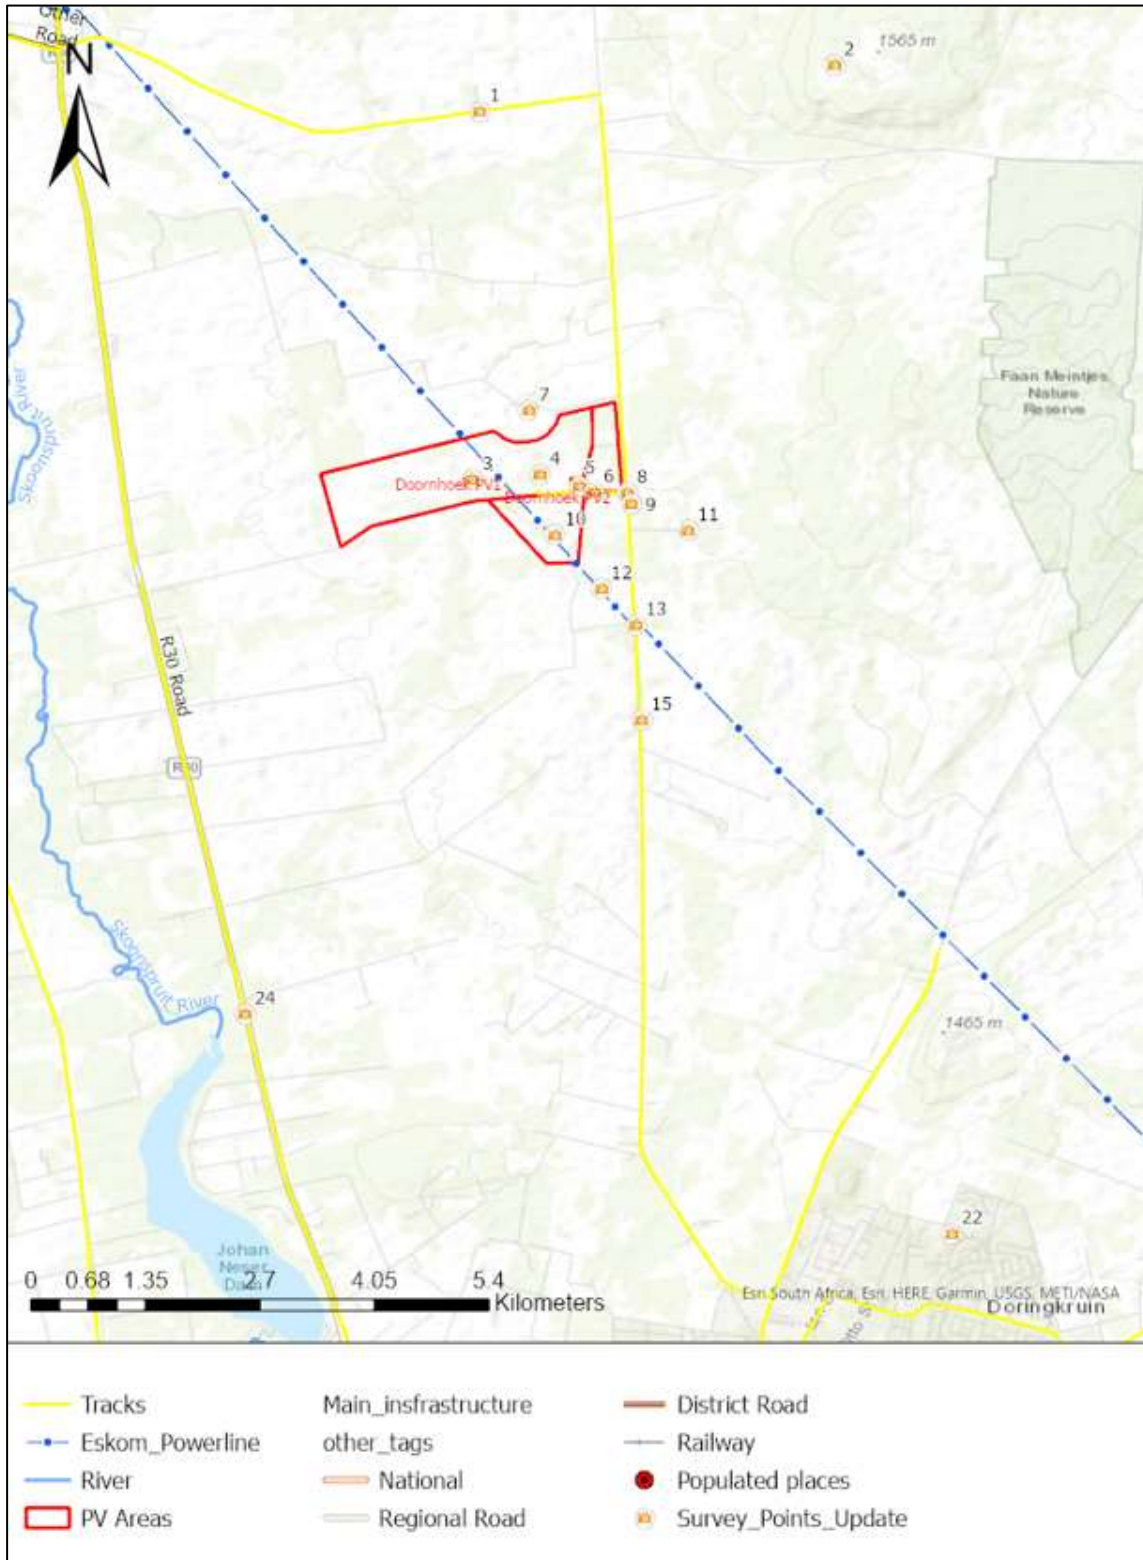 Other
Road
N
2
1565 m
1
Skoonspruit River
Faan Meintjes
Nature
Reserve
7
3
4
5
6
8
Doornhoek PV1
9
10
11
12
13
R30 Road
15
R30
Skoonspruit River
24
1465 m
22
Johan
Neser
Dam
0 0.68 1.35 2.7 4.05 5.4
Kilometers
Esri South Africa, Esri, HERE, Garmin, USGS, METI/NASA
Doringkruin
Tracks
Eskom_Powerline
River
PV Areas
Main_insfrastructure
other_tags
National
Regional Road
District Road
Railway
Populated places
Survey_Points_Update